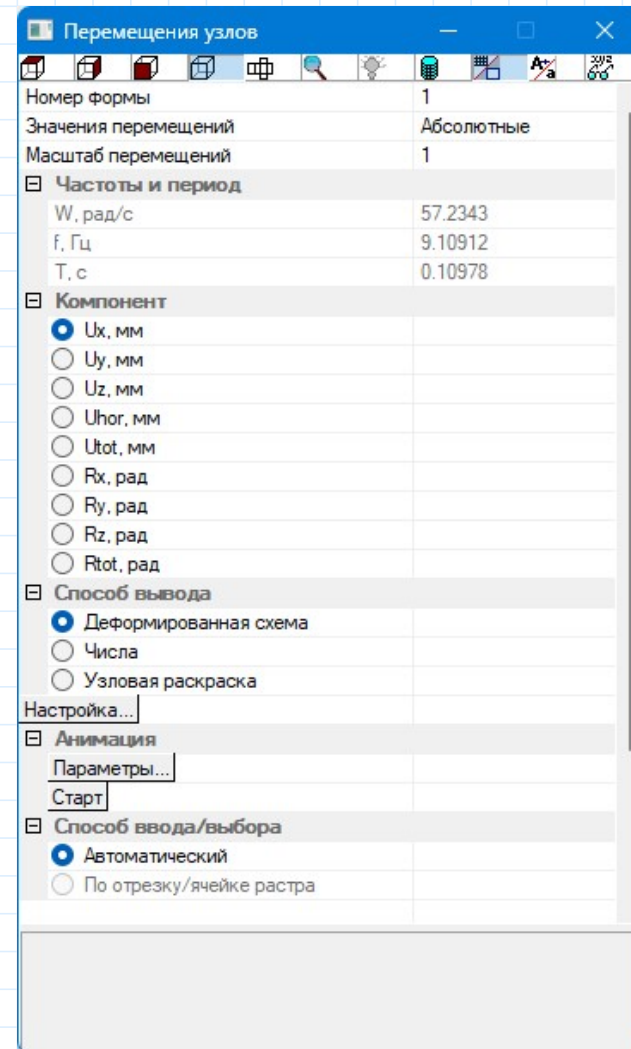 Перемещения узлов
Номер формы 1
Значения перемещений Абсолютные
Масштаб перемещений 1
Частоты и период
W, рад/с 57.2343
f, Гц 9.10912
T, с 0.10978
Компонент
Ux, мм
Uy, мм
Uz, мм
Uhor, мм
Utot, мм
Rx, рад
Ry, рад
Rz, рад
Rtot, рад
Способ вывода
Деформированная схема
Числа
Узловая раскраска
Настройка...
Анимация
Параметры...
Старт
Способ ввода/выбора
Автоматический
По отрезку/ячейке растра